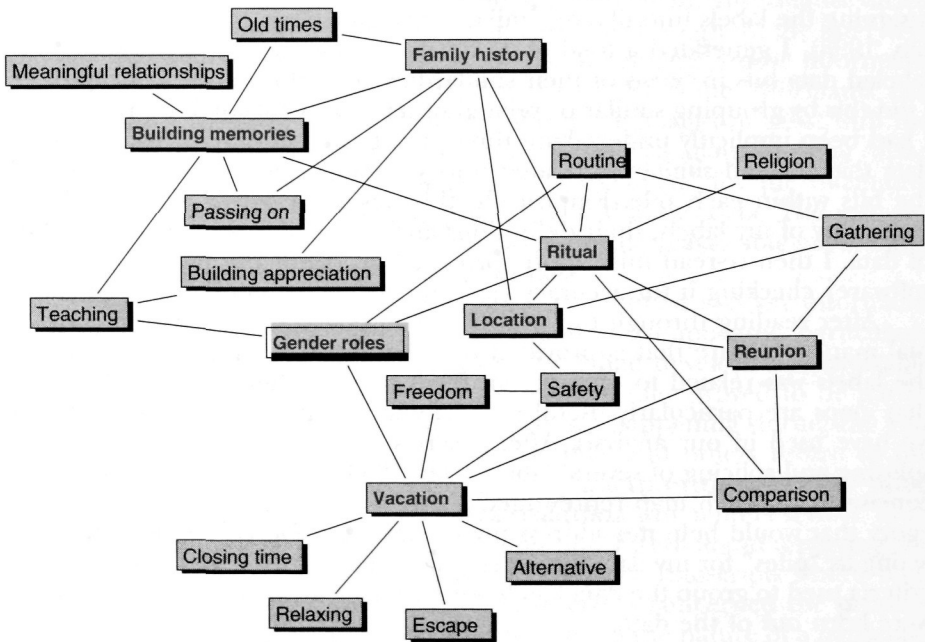 Old times
Family history
Meaningful relationships
Building memories
Routine
Religion
Passing on
Gathering
Ritual
Building appreciation
Teaching
Location
Gender roles
Reunion
Freedom
Safety
Vacation
Comparison
Closing time
Alternative
Relaxing
Escape